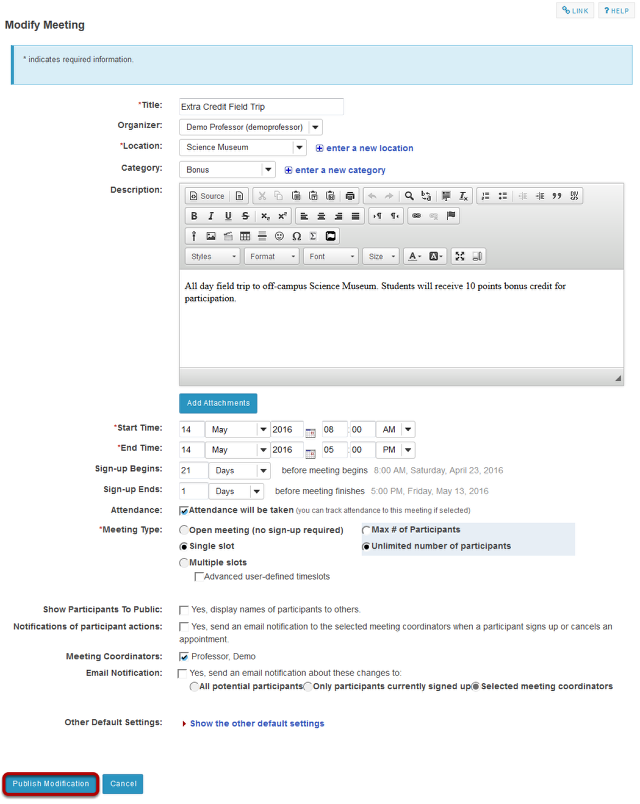 LINK ? HELP
Modify Meeting
* indicates required information.
*Title: Extra Credit Field Trip
Organizer: Demo Professor (demoprofessor)
*Location: Science Museum enter a new location
Category: Bonus enter a new category
Description: Source
B I U S x₂ x²
Styles Format Font Size A A
All day field trip to off-campus Science Museum. Students will receive 10 points bonus credit for
participation.
Add Attachments
*Start Time: 14 May 2016 08 : 00 AM
*End Time: 14 May 2016 05 : 00 PM
Sign-up Begins: 21 Days before meeting begins 8:00 AM, Saturday, April 23, 2016
Sign-up Ends: 1 Days before meeting finishes 5:00 PM, Friday, May 13, 2016
Attendance: Attendance will be taken (you can track attendance to this meeting if selected)
*Meeting Type: Open meeting (no sign-up required) Max # of Participants
Single slot Unlimited number of participants
Multiple slots
Advanced user-defined timeslots
Show Participants To Public: Yes, display names of participants to others.
Notifications of participant actions: Yes, send an email notification to the selected meeting coordinators when a participant signs up or cancels an
appointment.
Meeting Coordinators: Professor, Demo
Email Notification: Yes, send an email notification about these changes to:
All potential participants Only participants currently signed up Selected meeting coordinators
Other Default Settings: Show the other default settings
Publish Modification Cancel